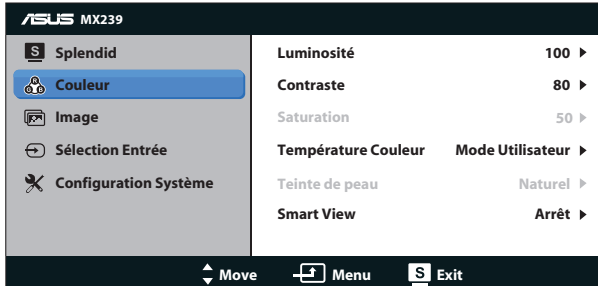 ASUS MX239
S Splendid
Couleur
Image
Sélection Entrée
Configuration Système
Luminosité 100
Contraste 80
Saturation 50
Température Couleur Mode Utilisateur
Teinte de peau Naturel
Smart View Arrêt
Move Menu S Exit